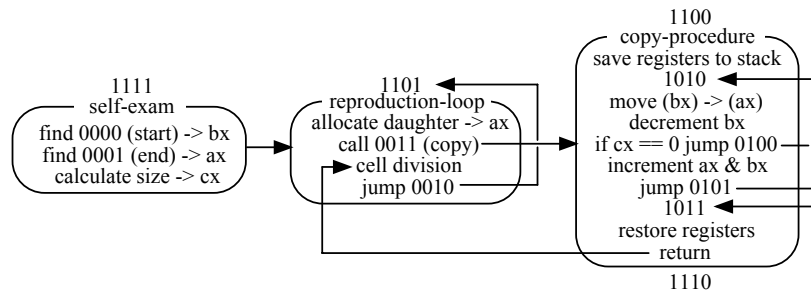 1111
self-exam
find 0000 (start) -> bx
find 0001 (end) -> ax
calculate size -> cx
1101
reproduction-loop
allocate daughter -> ax
call 0011 (copy)
cell division
jump 0010
1100
copy-procedure
save registers to stack
1010
move (bx) -> (ax)
decrement bx
if cx == 0 jump 0100
increment ax & bx
jump 0101
1011
restore registers
return
1110